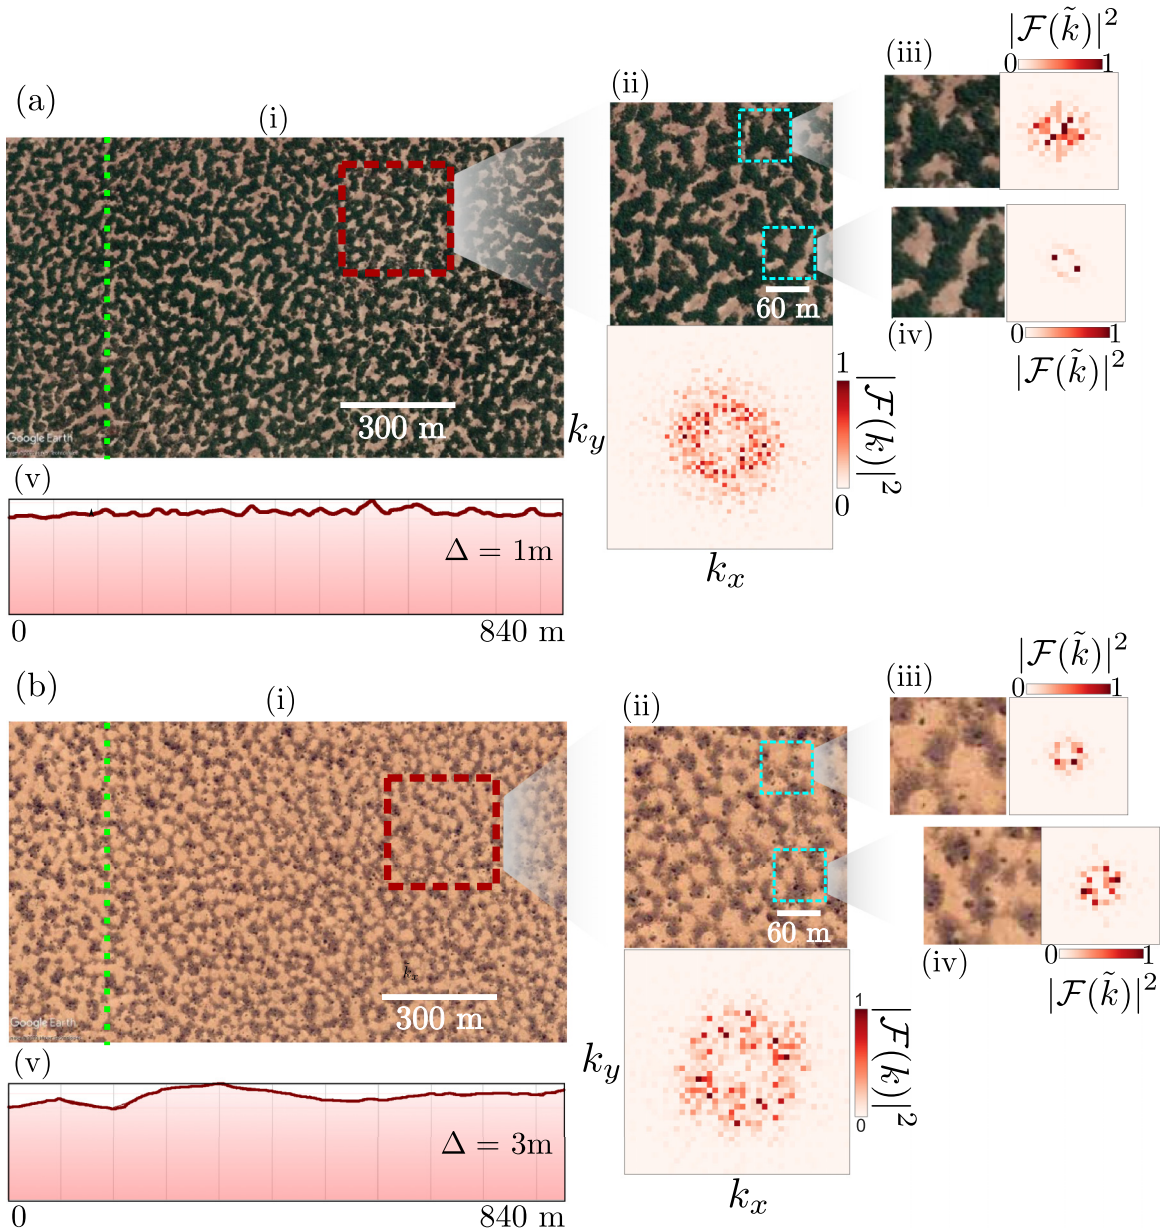 (a)
(i)
300 m
Google Earth
(ii)
60 m
k_y
k_x
1
0
|F(k)|²
(iii)
|F(k̃)|²
0 1
(iv)
0 1
|F(k̃)|²
(v)
Δ = 1m
0 840 m
(b)
(i)
k̃_x
300 m
Google Earth
(ii)
60 m
k_y
k_x
1
0
|F(k)|²
(iii)
|F(k̃)|²
0 1
(iv)
0 1
|F(k̃)|²
(v)
Δ = 3m
0 840 m